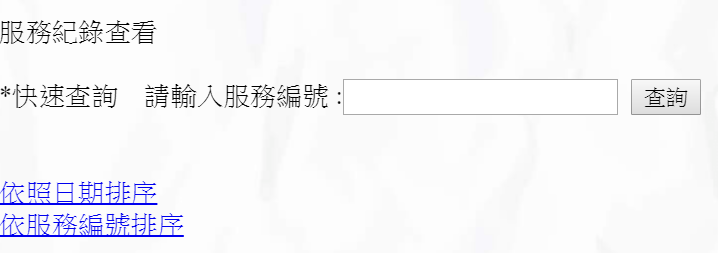 服務紀錄查看
*快速查詢　請輸入服務編號 : 查詢
依照日期排序
依服務編號排序